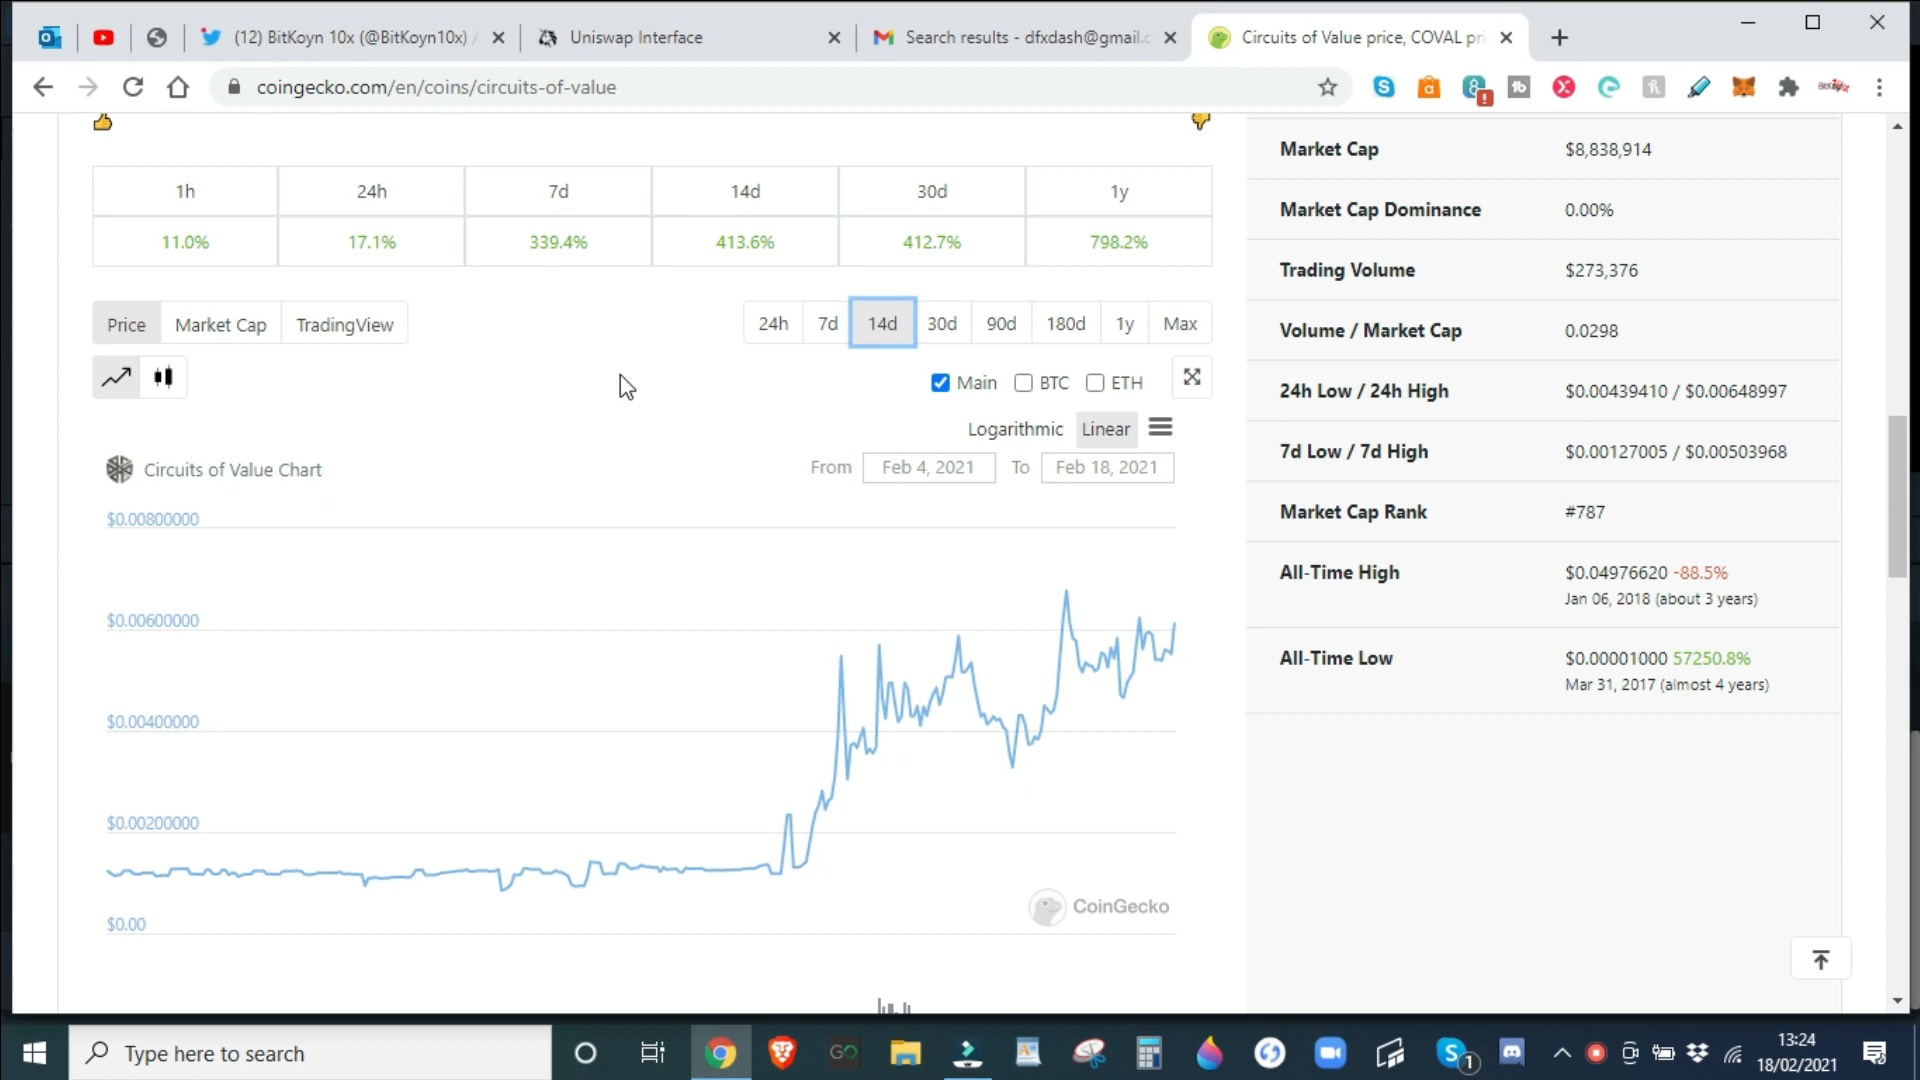 (12) BitKoyn 10x (@BitKoyn10x) /
Uniswap Interface
Search results - dfxdash@gmail.c
Circuits of Value price, COVAL pri
coingecko.com/en/coins/circuits-of-value
1h 24h 7d 14d 30d 1y
11.0% 17.1% 339.4% 413.6% 412.7% 798.2%
Price Market Cap TradingView
24h 7d 14d 30d 90d 180d 1y Max
Main BTC ETH
Logarithmic Linear
Circuits of Value Chart
From Feb 4, 2021 To Feb 18, 2021
$0.00800000
$0.00600000
$0.00400000
$0.00200000
$0.00
CoinGecko
Market Cap $8,838,914
Market Cap Dominance 0.00%
Trading Volume $273,376
Volume / Market Cap 0.0298
24h Low / 24h High $0.00439410 / $0.00648997
7d Low / 7d High $0.00127005 / $0.00503968
Market Cap Rank #787
All-Time High $0.04976620 -88.5%
Jan 06, 2018 (about 3 years)
All-Time Low $0.00001000 57250.8%
Mar 31, 2017 (almost 4 years)
Type here to search
GO
1
13:24
18/02/2021